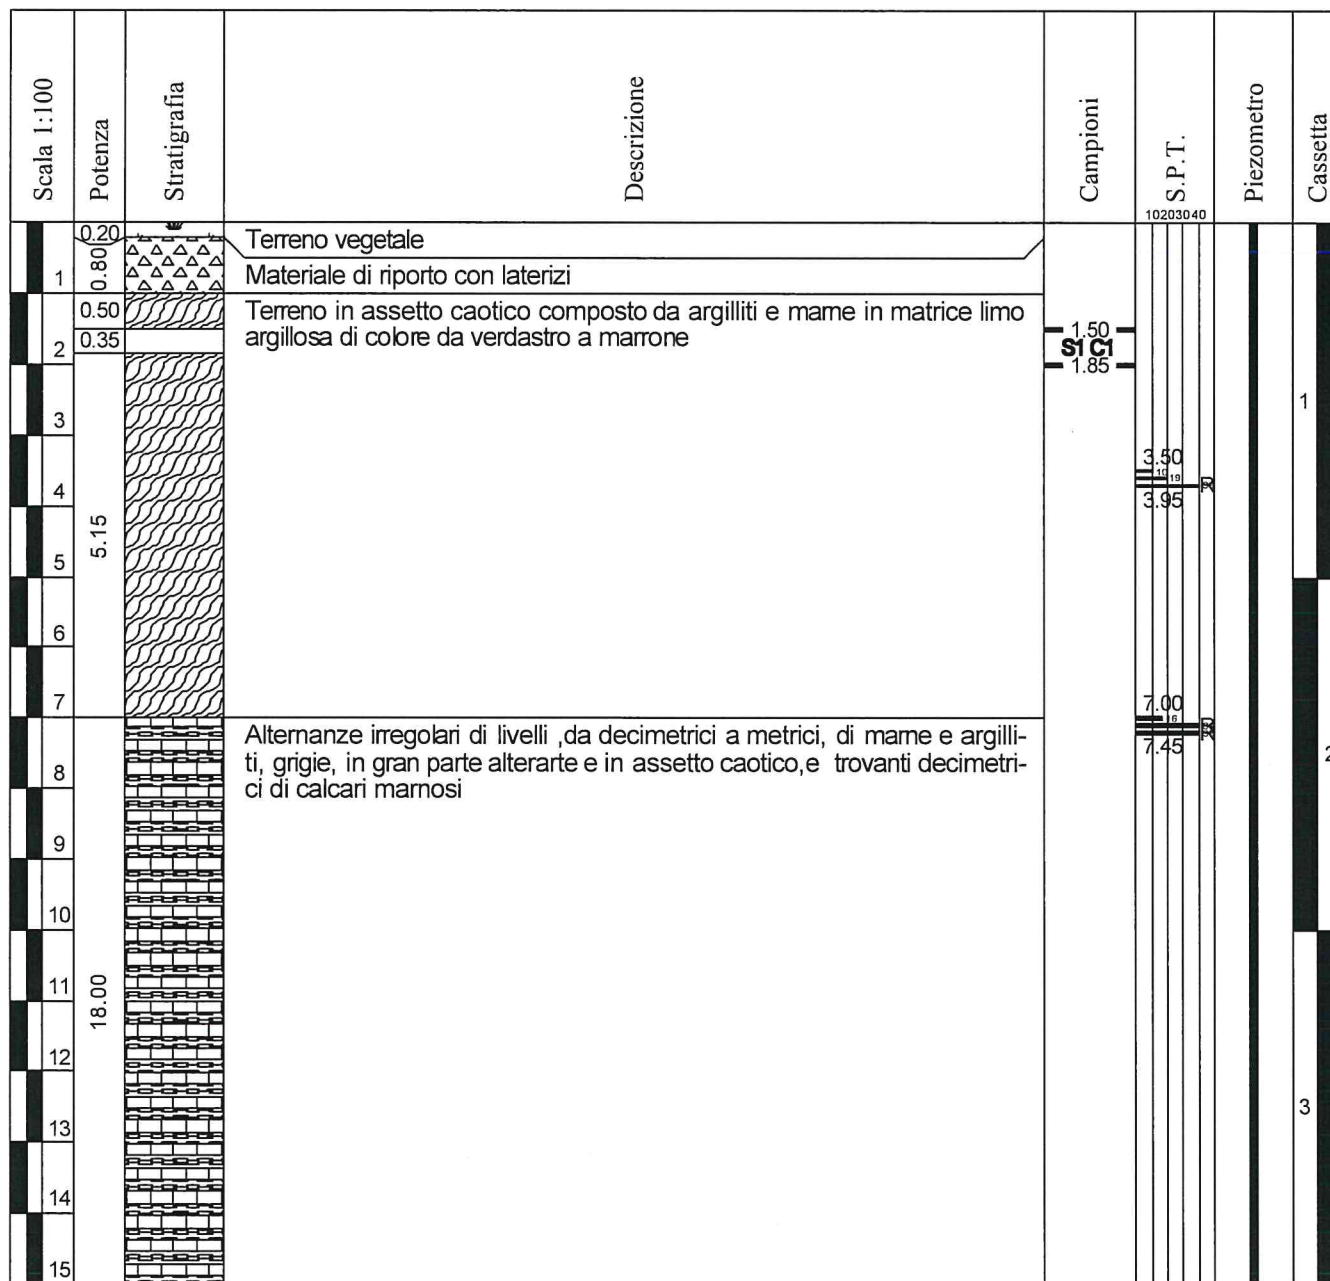 Scala 1:100
Potenza
Stratigrafia
Descrizione
Campioni
S.P.T.
10203040
Piezometro
Cassetta
0.20
Terreno vegetale
0.80
1
Materiale di riporto con laterizi
0.50
Terreno in assetto caotico composto da argilliti e marne in matrice limo
argillosa di colore da verdastro a marrone
0.35
2
1.50
S1 C1
1.85
3
1
3.50
10
19
R
3.95
4
5.15
5
6
7
7.00
16
R
R
7.45
Alternanze irregolari di livelli ,da decimetrici a metrici, di marne e argilli-
ti, grigie, in gran parte alterarte e in assetto caotico,e trovanti decimetri-
ci di calcari marnosi
8
2
9
10
11
18.00
12
13
3
14
15